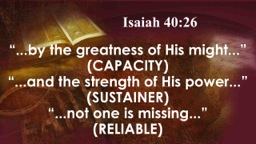 Isaiah 40:26
“...by the greatness of His might...”
(CAPACITY)
“...and the strength of His power...”
(SUSTAINER)
“...not one is missing...”
(RELIABLE)